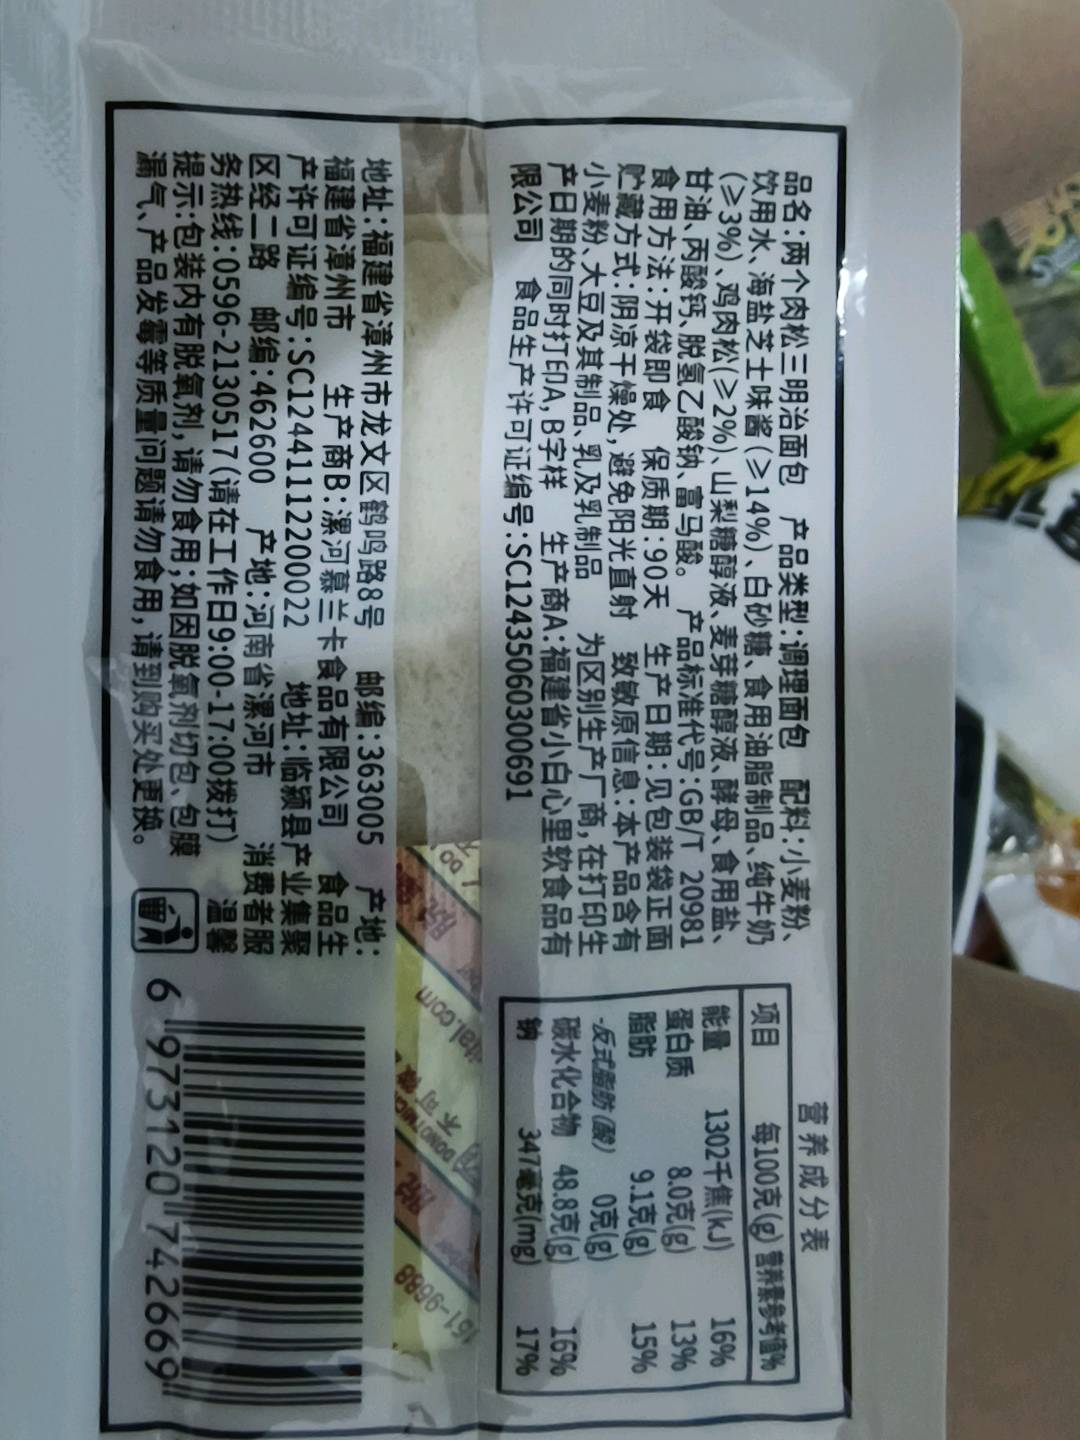 品名:两个肉松三明治面包 产品类型:调理面包 配料:小麦粉、
饮用水、海盐芝士味酱(≥14%)、白砂糖、食用油脂制品、纯牛奶
(≥3%)、鸡肉松(≥2%)、山梨糖醇液、麦芽糖醇液、酵母、食用盐、
甘油、丙酸钙、脱氢乙酸钠、富马酸。 产品标准代号:GB/T 20981
食用方法:开袋即食 保质期:90天 生产日期:见包装袋正面
贮藏方式:阴凉干燥处,避免阳光直射 致敏原信息:本产品含有
小麦粉、大豆及其制品、乳及乳制品 为区别生产厂商,在打印生
产日期的同时打印A,B字样 生产商A:福建省小白心里软食品有
限公司 食品生产许可证编号:SC12435060300691
地址:福建省漳州市龙文区鹤鸣路8号 邮编:363005 产地:
福建省漳州市 生产商B:漯河慕兰卡食品有限公司 食品生
产许可证编号:SC12441112200022 地址:临颍县产业集聚
区经二路 邮编:462600 产地:河南省漯河市 消费者服
务热线:0596-2130517(请在工作日9:00-17:00拨打) 温馨
提示:包装内有脱氧剂,请勿食用;如因脱氧剂切包、包膜
漏气、产品发霉等质量问题请勿食用,请到购买处更换。
营养成分表
项目 每100克(g) 营养素参考值%
能量 1302千焦(kJ) 16%
蛋白质 8.0克(g) 13%
脂肪 9.1克(g) 15%
-反式脂肪(酸) 0克(g)
碳水化合物 48.8克(g) 16%
钠 347毫克(mg) 17%
6 973120 742669